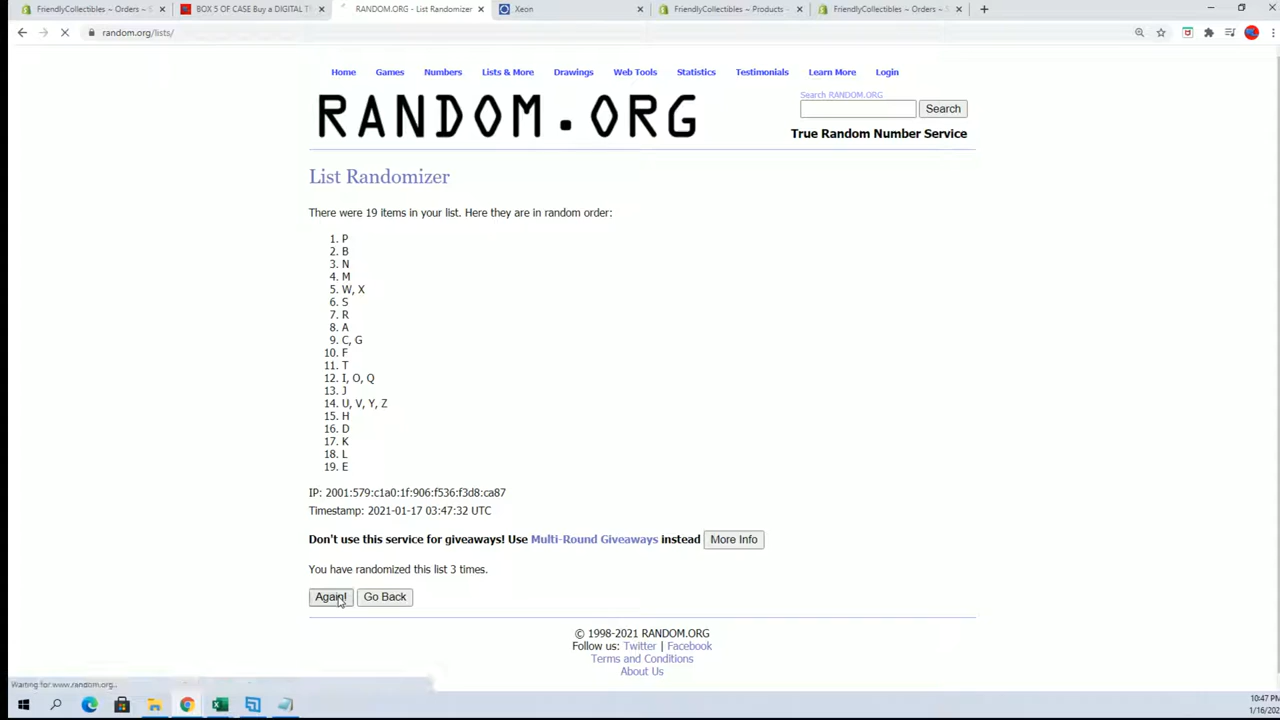 FriendlyCollectibles ~ Orders ~ S
BOX 5 OF CASE Buy a DIGITAL T
RANDOM.ORG - List Randomizer
Xeon
FriendlyCollectibles ~ Products ~
FriendlyCollectibles ~ Orders ~
random.org/lists/
Home Games Numbers Lists & More Drawings Web Tools Statistics Testimonials Learn More Login
Search RANDOM.ORG
RANDOM.ORG
Search
True Random Number Service
List Randomizer
There were 19 items in your list. Here they are in random order:
1. P
2. B
3. N
4. M
5. W, X
6. S
7. R
8. A
9. C, G
10. F
11. T
12. I, O, Q
13. J
14. U, V, Y, Z
15. H
16. D
17. K
18. L
19. E
IP: 2001:579:c1a0:1f:906:f536:f3d8:ca87
Timestamp: 2021-01-17 03:47:32 UTC
Don't use this service for giveaways! Use Multi-Round Giveaways instead More Info
You have randomized this list 3 times.
Again! Go Back
© 1998-2021 RANDOM.ORG
Follow us: Twitter | Facebook
Terms and Conditions
About Us
Waiting for www.random.org...
10:47 PM
1/16/202